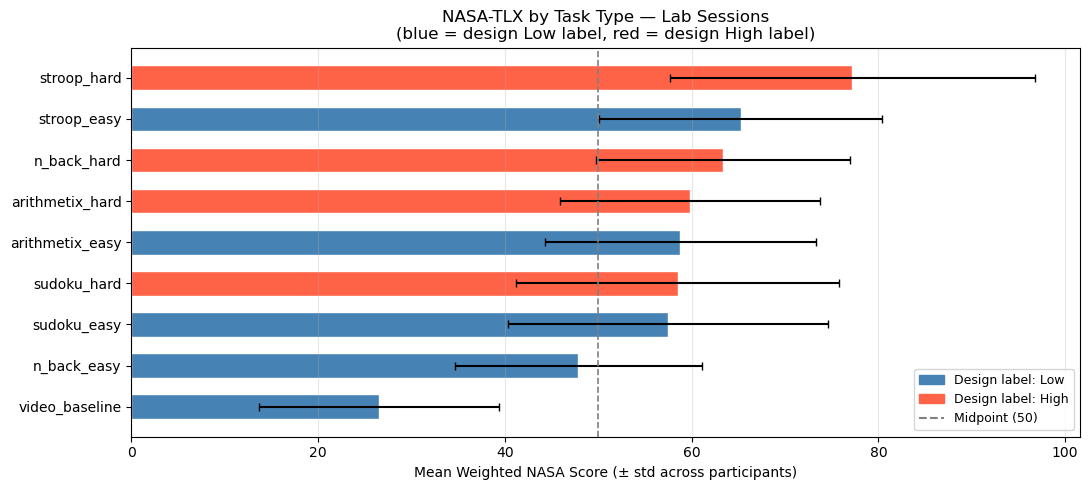 NASA-TLX by Task Type — Lab Sessions
(blue = design Low label, red = design High label)
stroop_hard
stroop_easy
n_back_hard
arithmetix_hard
arithmetix_easy
sudoku_hard
sudoku_easy
n_back_easy
video_baseline
Design label: Low
Design label: High
Midpoint (50)
0 20 40 60 80 100
Mean Weighted NASA Score (± std across participants)